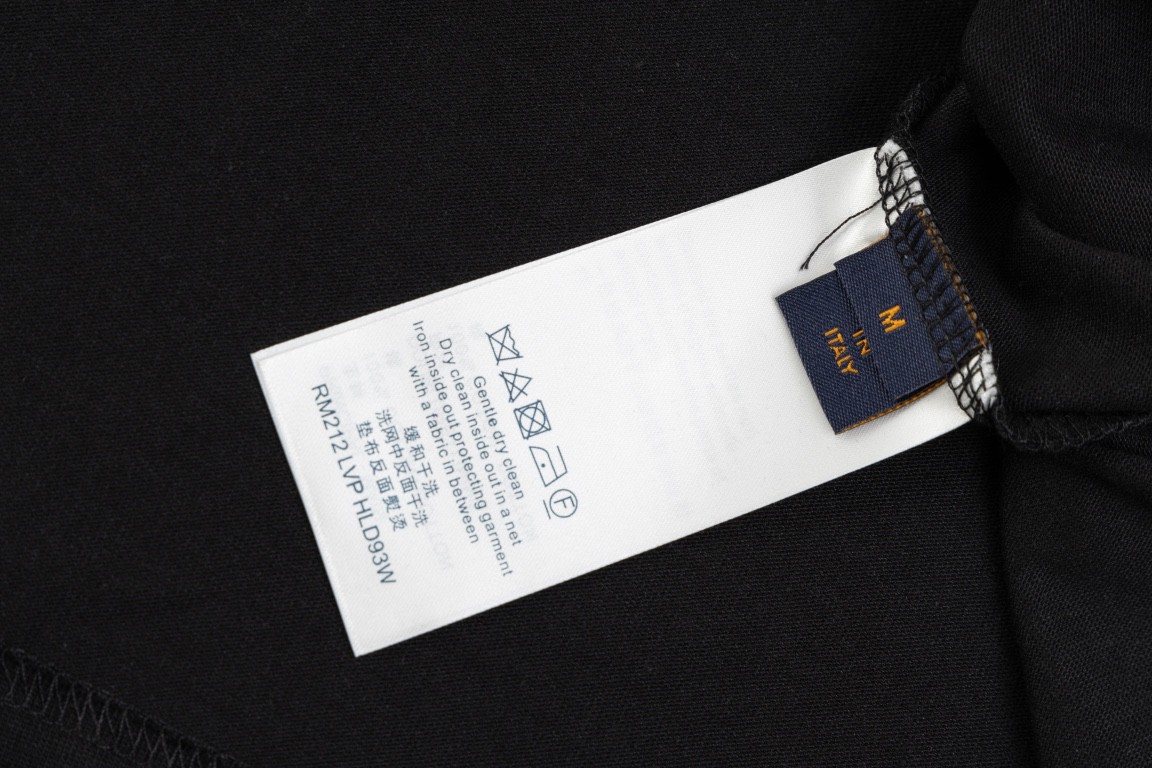 Gentle dry clean
Dry clean inside out in a net
Iron inside out protecting garment
with a fabric in between
缓和干洗
洗网中反面干洗
垫布反面熨烫
RM212 LVP HLD93W
M
IN
ITALY
F